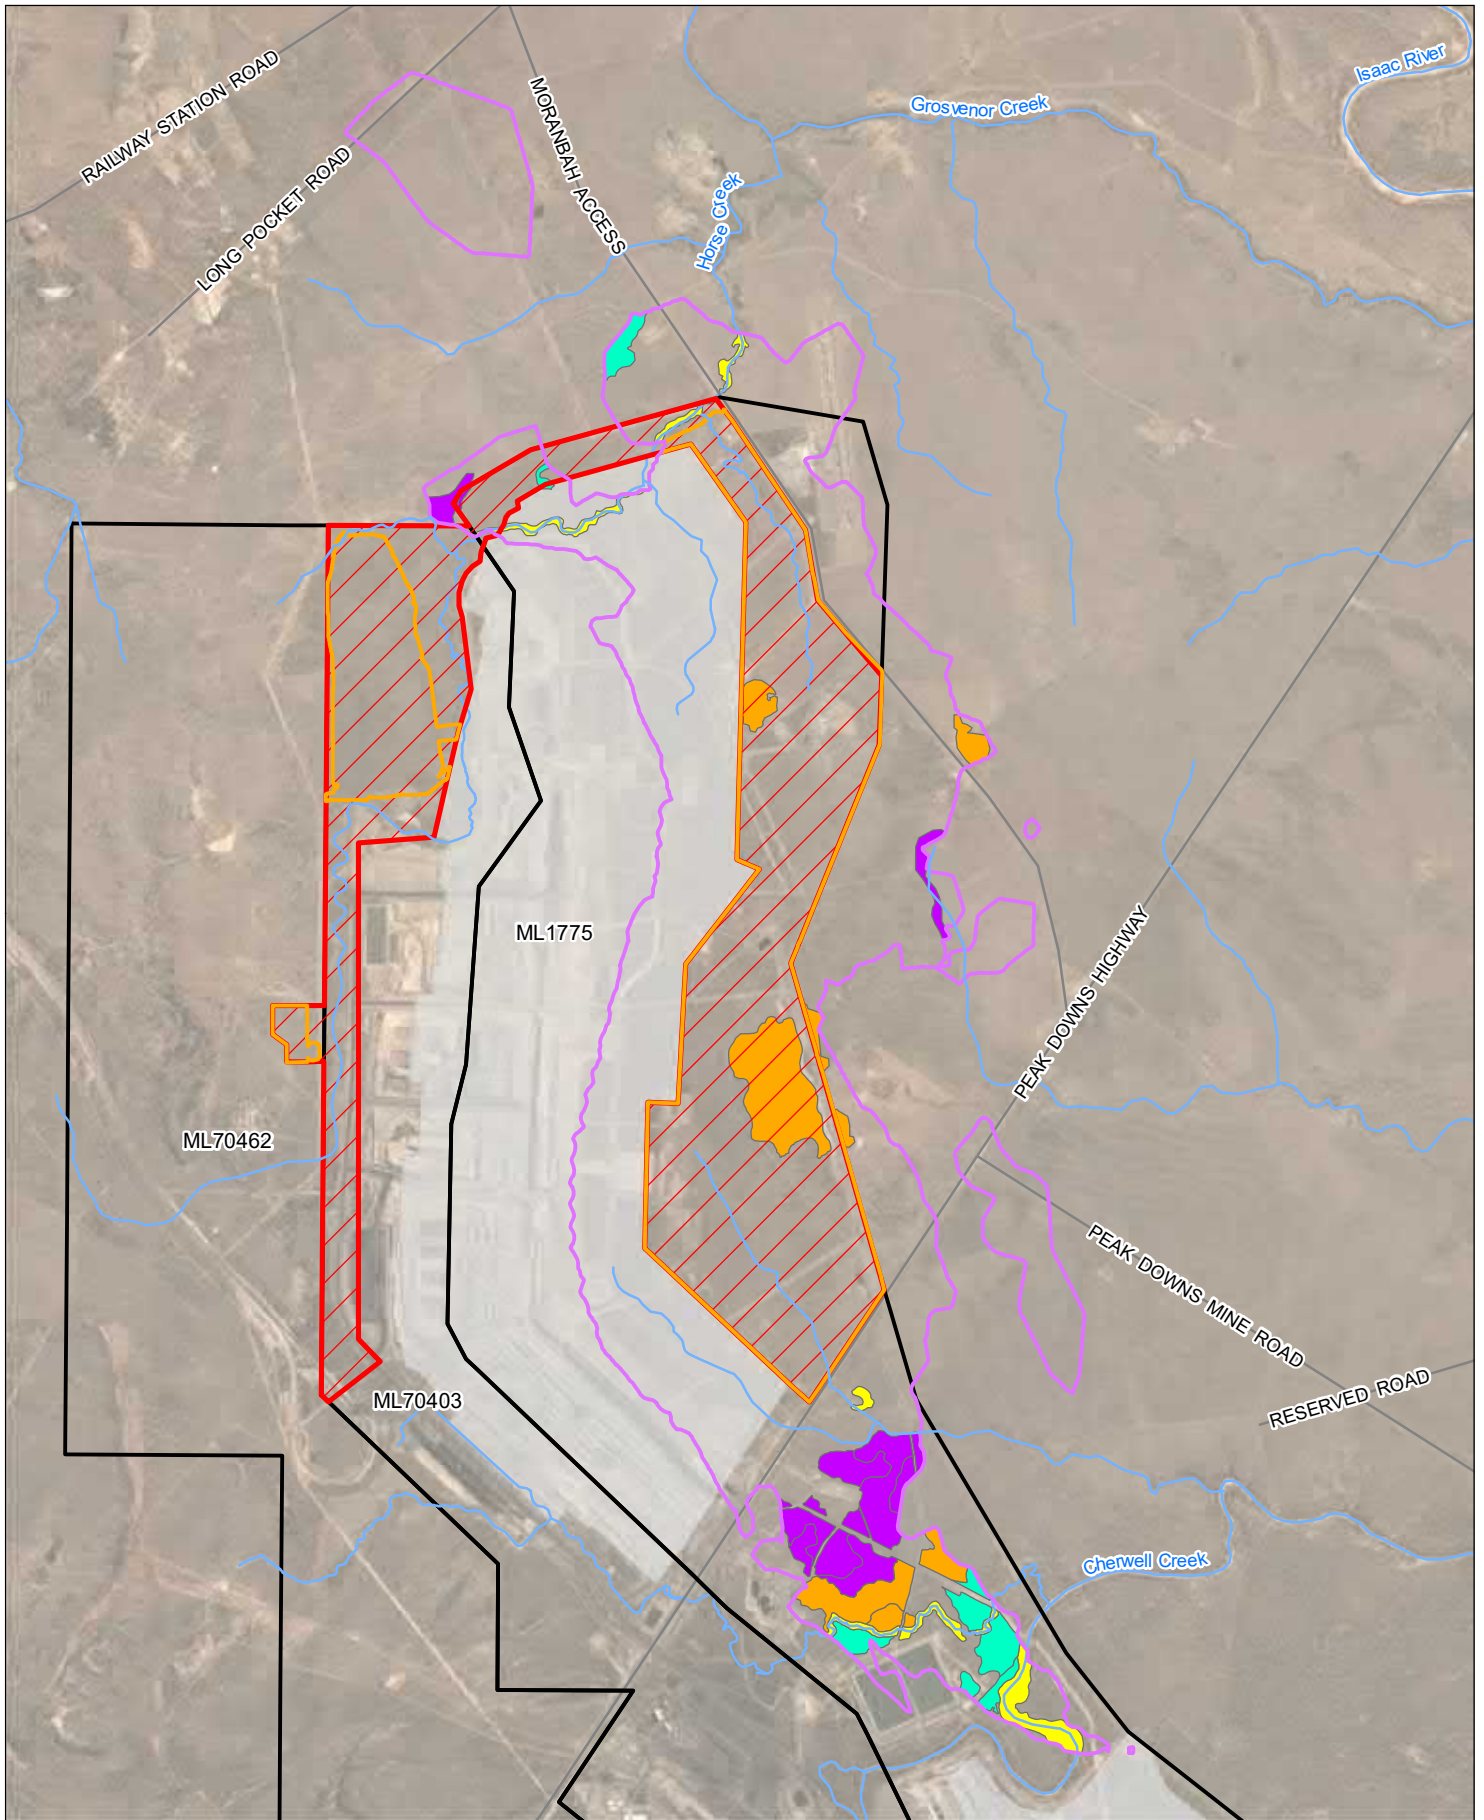 Isaac River
RAILWAY STATION ROAD
Grosvenor Creek
MORANBAH ACCESS
LONG POCKET ROAD
Horse Creek
ML1775
PEAK DOWNS HIGHWAY
ML70462
PEAK DOWNS MINE ROAD
ML70403
RESERVED ROAD
Cherwell Creek